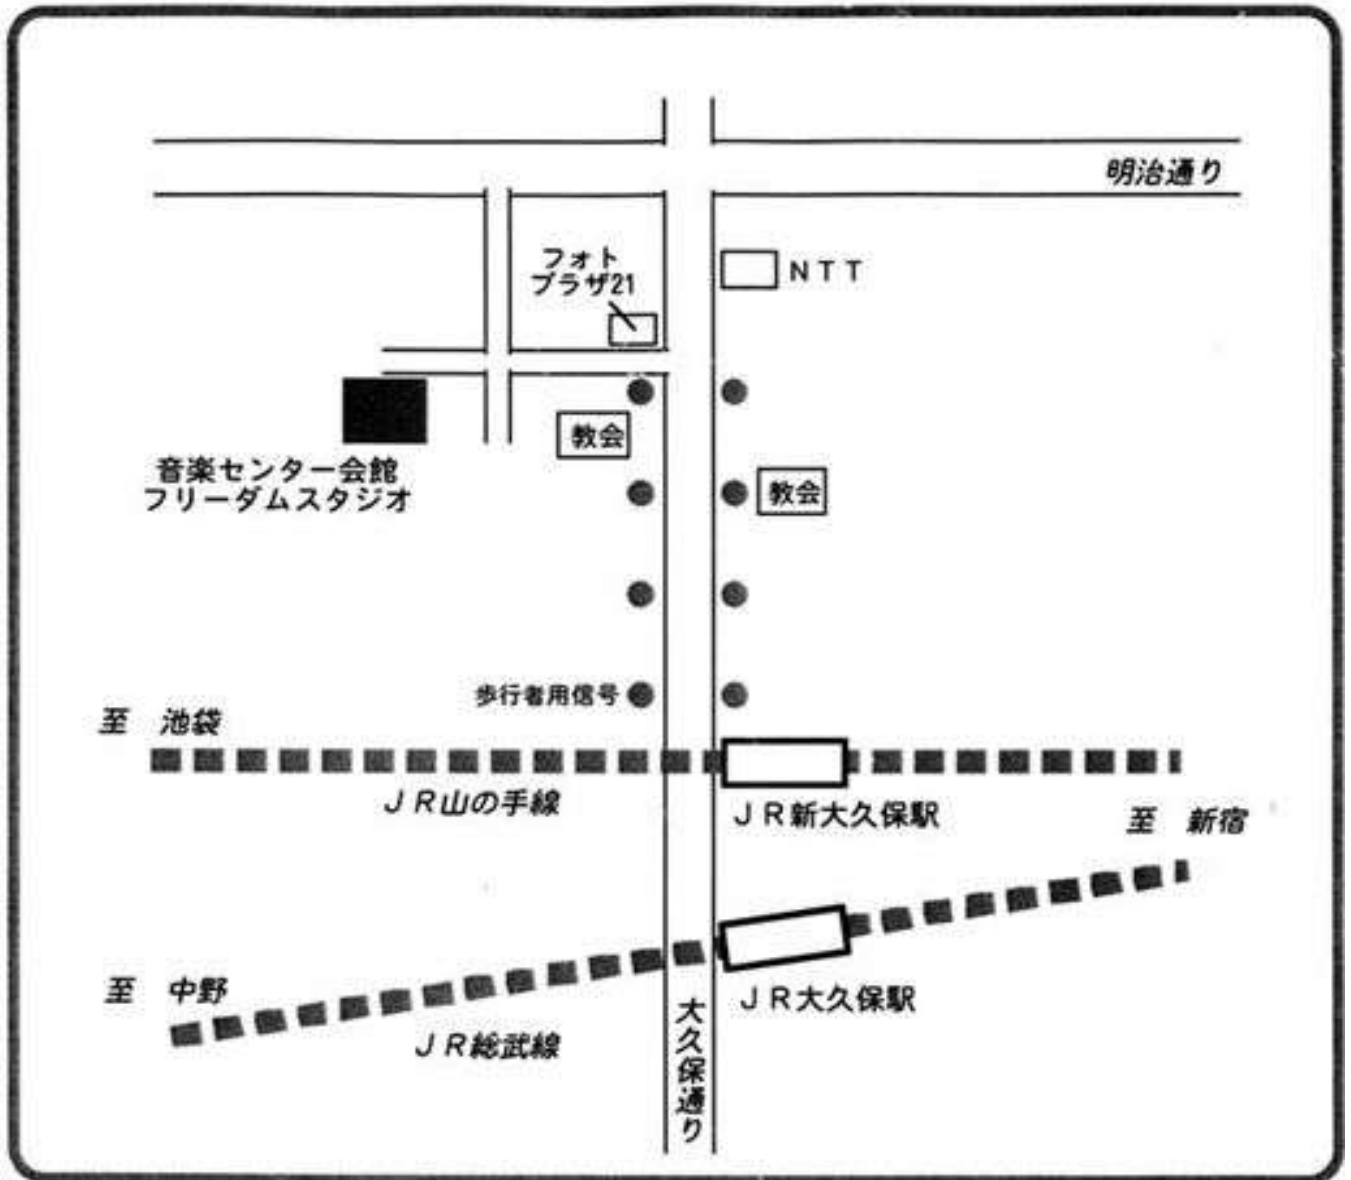 明治通り
フォト
プラザ21
NTT
教会
音楽センター会館
フリーダムスタジオ
教会
歩行者用信号
至 池袋
JR山の手線
JR新大久保駅
至 新宿
至 中野
JR総武線
JR大久保駅
大久保通り